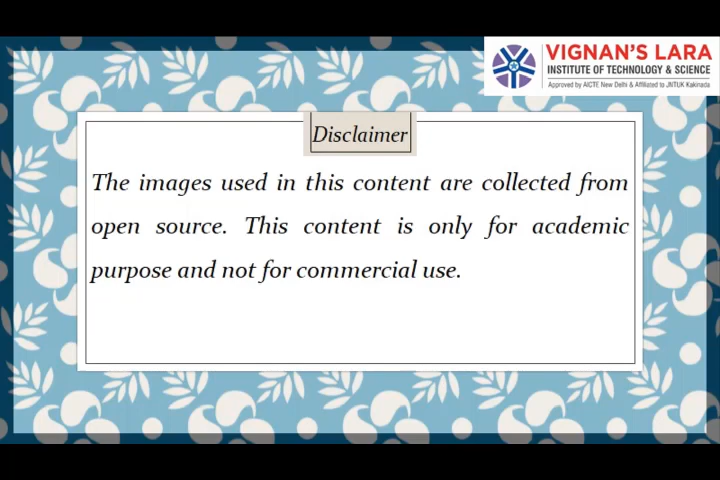 VIGNAN'S LARA
INSTITUTE OF TECHNOLOGY & SCIENCE
Approved by AICTE New Delhi & Affiliated to JNTUK Kakinada
Disclaimer
The images used in this content are collected from
open source. This content is only for academic
purpose and not for commercial use.